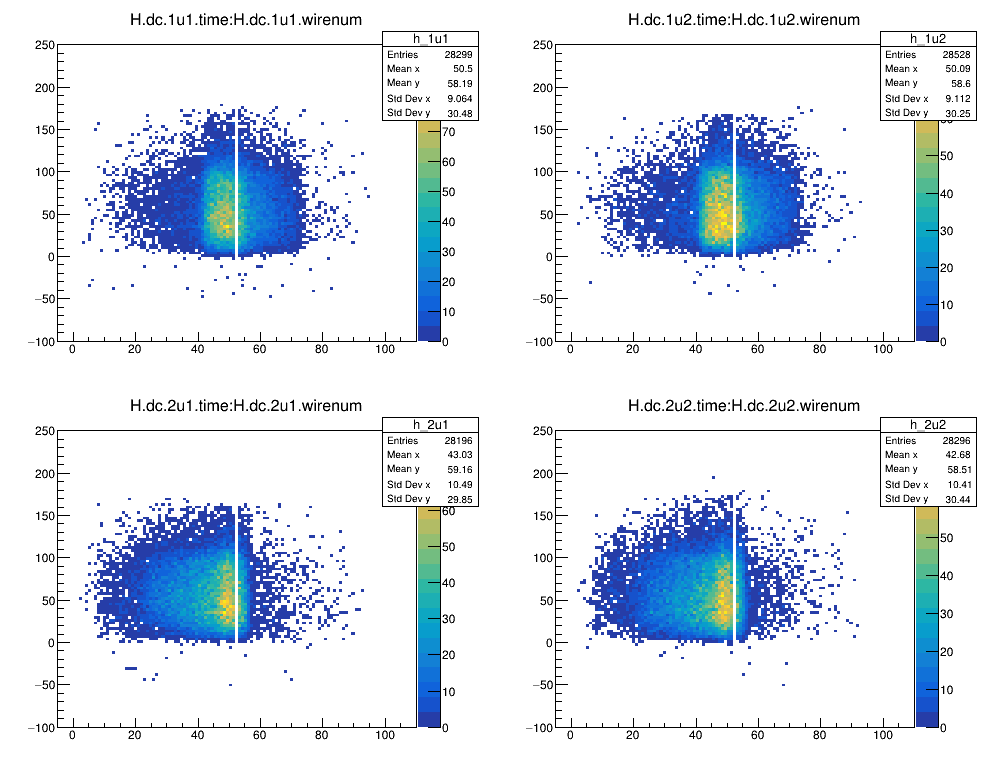 H.dc.1u1.time:H.dc.1u1.wirenum
h_1u1
Entries 28299
Mean x 50.5
Mean y 58.19
Std Dev x 9.064
Std Dev y 30.48
250
200
150
100
50
0
−50
−100
0 20 40 60 80 100
70
60
50
40
30
20
10
0
H.dc.1u2.time:H.dc.1u2.wirenum
h_1u2
Entries 28528
Mean x 50.09
Mean y 58.6
Std Dev x 9.112
Std Dev y 30.25
250
200
150
100
50
0
−50
−100
0 20 40 60 80 100
50
40
30
20
10
0
H.dc.2u1.time:H.dc.2u1.wirenum
h_2u1
Entries 28196
Mean x 43.03
Mean y 59.16
Std Dev x 10.49
Std Dev y 29.85
250
200
150
100
50
0
−50
−100
0 20 40 60 80 100
60
50
40
30
20
10
0
H.dc.2u2.time:H.dc.2u2.wirenum
h_2u2
Entries 28296
Mean x 42.68
Mean y 58.51
Std Dev x 10.41
Std Dev y 30.44
250
200
150
100
50
0
−50
−100
0 20 40 60 80 100
50
40
30
20
10
0